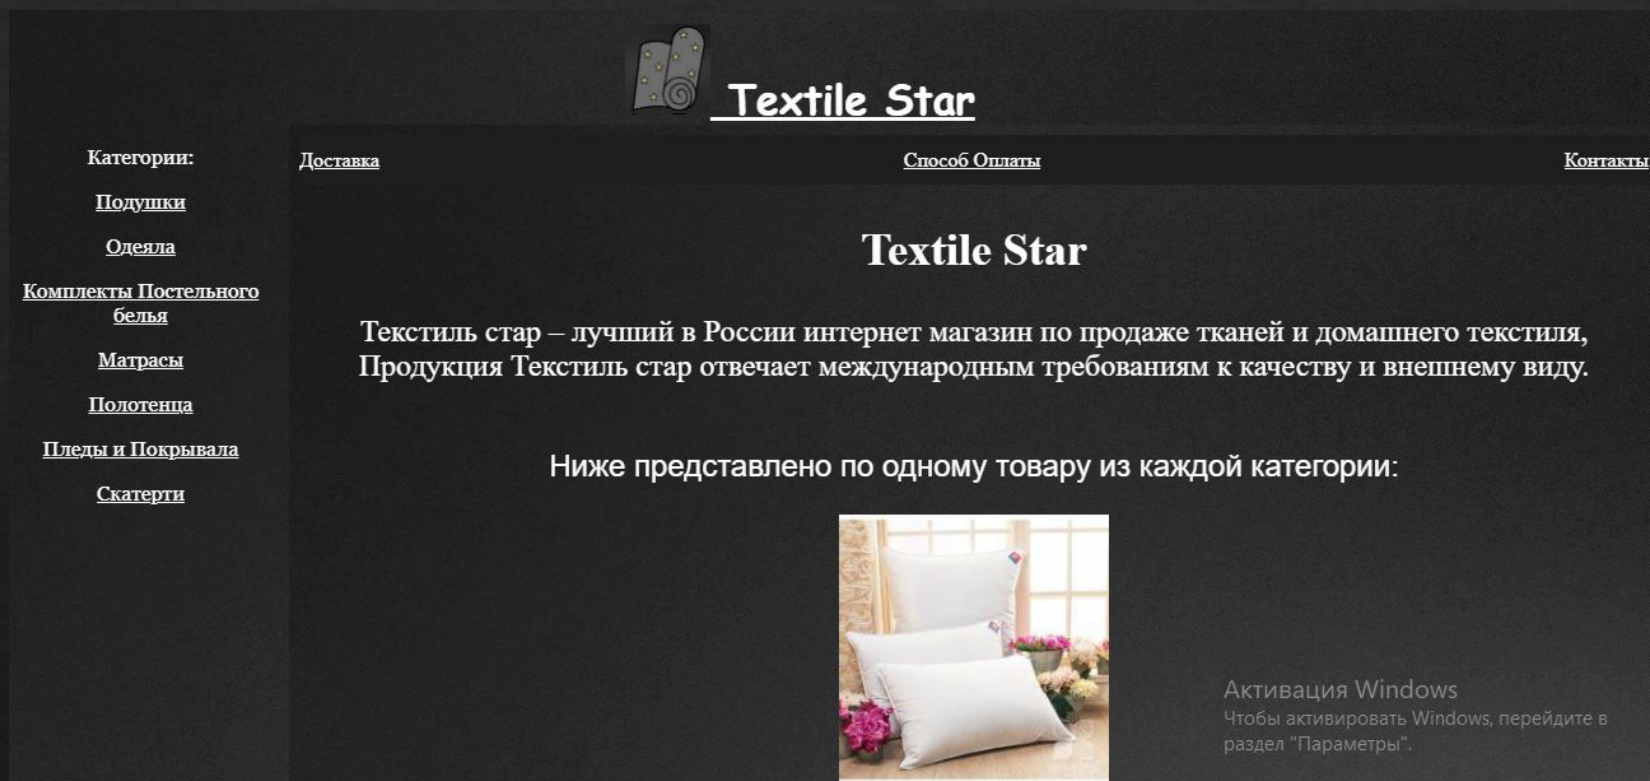 Textile Star
Категории:
Подушки
Одеяла
Комплекты Постельного
белья
Матрасы
Полотенца
Пледы и Покрывала
Скатерти
Доставка
Способ Оплаты
Контакты
Textile Star
Текстиль стар – лучший в России интернет магазин по продаже тканей и домашнего текстиля,
Продукция Текстиль стар отвечает международным требованиям к качеству и внешнему виду.
Ниже представлено по одному товару из каждой категории:
Активация Windows
Чтобы активировать Windows, перейдите в
раздел "Параметры".